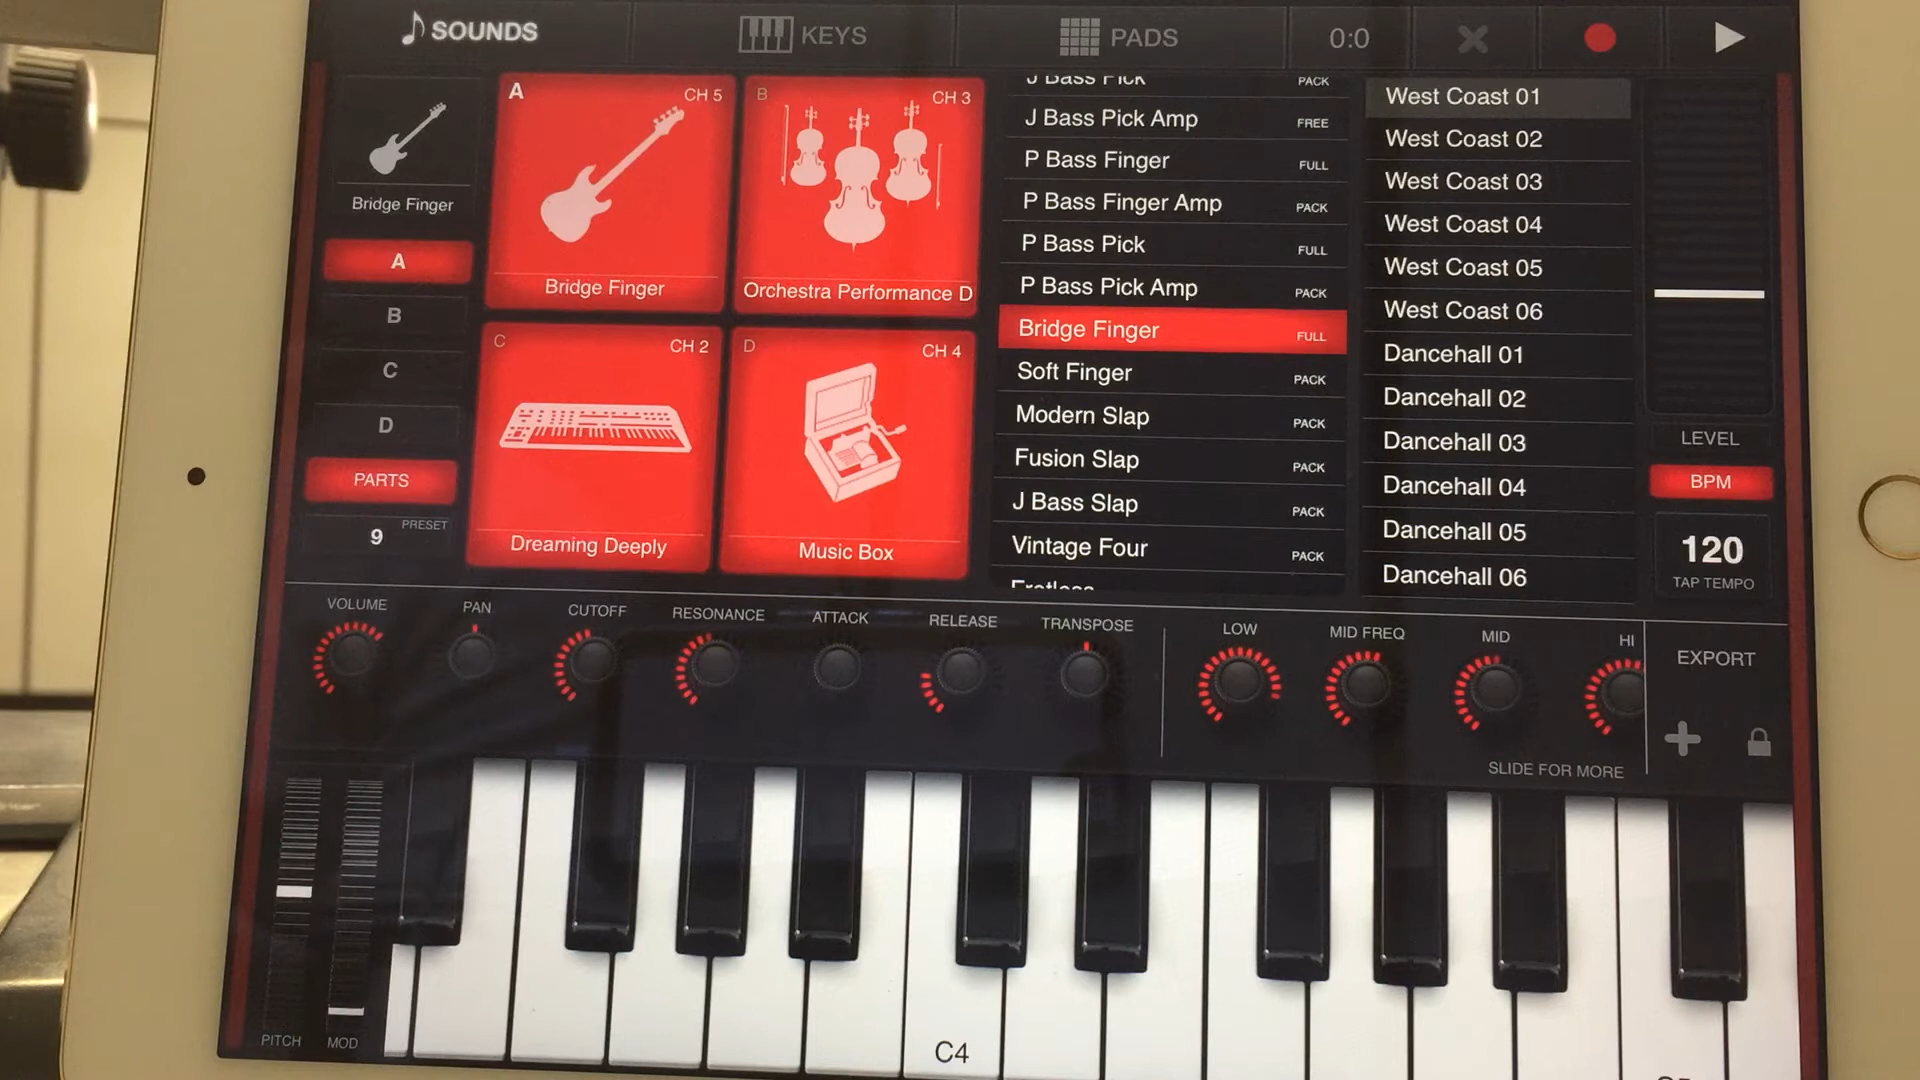 SOUNDS
KEYS
PADS
0:0
Bridge Finger
A
B
C
D
PARTS
PRESET
9
A
CH 5
Bridge Finger
B
CH 3
Orchestra Performance D
C
CH 2
Dreaming Deeply
D
CH 4
Music Box
J Bass Pick PACK
J Bass Pick Amp FREE
P Bass Finger FULL
P Bass Finger Amp PACK
P Bass Pick FULL
P Bass Pick Amp PACK
Bridge Finger FULL
Soft Finger PACK
Modern Slap PACK
Fusion Slap PACK
J Bass Slap PACK
Vintage Four PACK
Fretless
West Coast 01
West Coast 02
West Coast 03
West Coast 04
West Coast 05
West Coast 06
Dancehall 01
Dancehall 02
Dancehall 03
Dancehall 04
Dancehall 05
Dancehall 06
LEVEL
BPM
120
TAP TEMPO
VOLUME
PAN
CUTOFF
RESONANCE
ATTACK
RELEASE
TRANSPOSE
LOW
MID FREQ
MID
HI
EXPORT
SLIDE FOR MORE
PITCH
MOD
C4